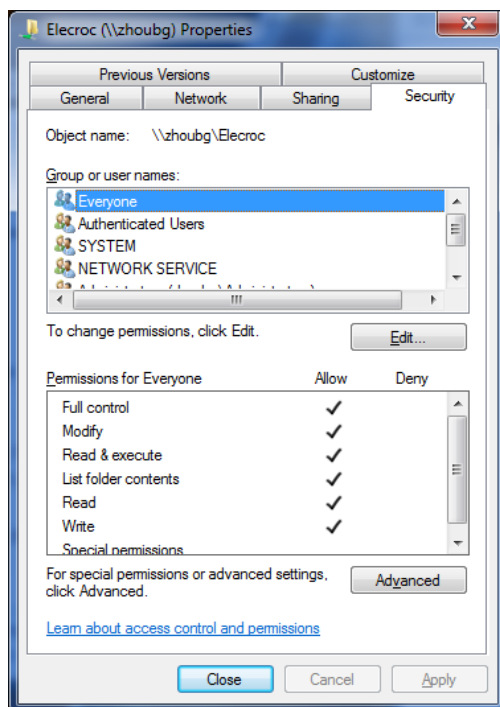 Elecroc (\\zhoubg) Properties
Previous Versions Customize
General Network Sharing Security
Object name: \\zhoubg\Elecroc
Group or user names:
Everyone
Authenticated Users
SYSTEM
NETWORK SERVICE
To change permissions, click Edit.
Edit...
Permissions for Everyone Allow Deny
Full control
Modify
Read & execute
List folder contents
Read
Write
Special permissions
For special permissions or advanced settings,
click Advanced.
Advanced
Learn about access control and permissions
Close Cancel Apply